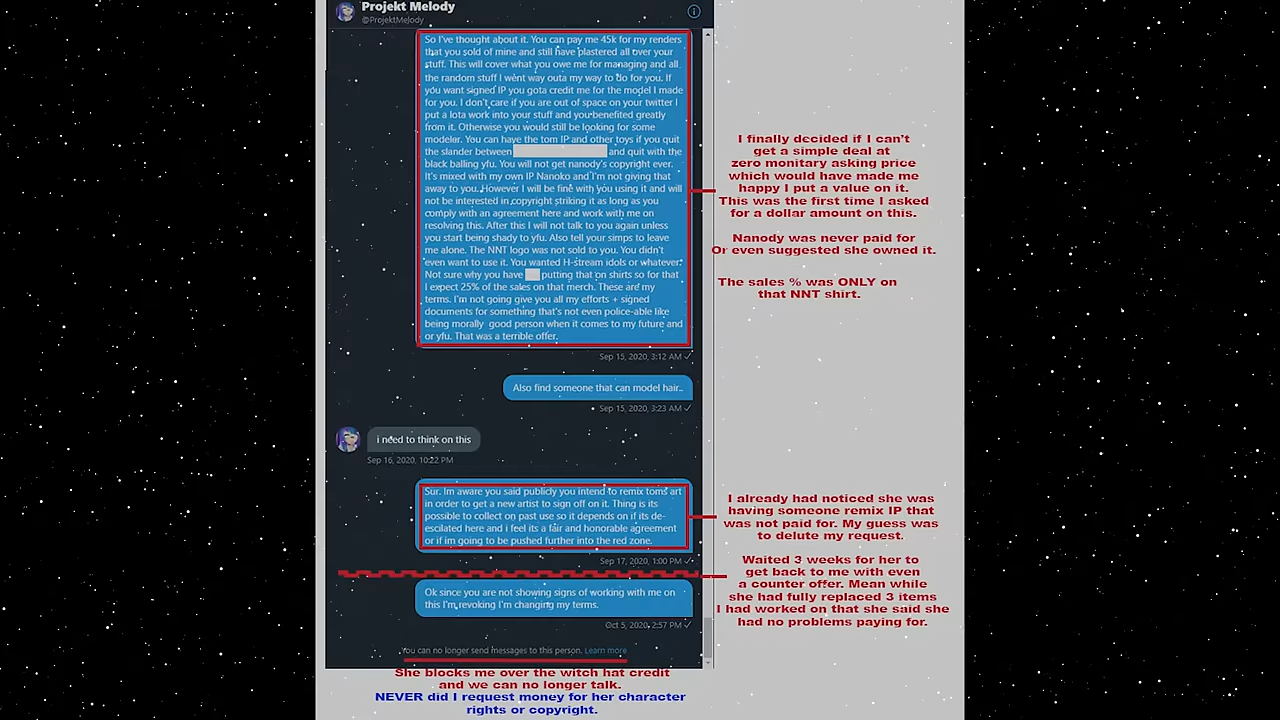 Projekt Melody
@ProjektMelody
So I've thought about it. You can pay me 45k for my renders
that you sold of mine and still have plastered all over your
stuff. This will cover what you owe me for managing and all
the random stuff I went way outa my way to do for you. If
you want signed IP you gota credit me for the model I made
for you. I don't care if you are out of space on your twitter I
put a lota work into your stuff and you benefited greatly
from it. Otherwise you would still be looking for some
modeler. You can have the tom IP and other toys if you quit
the slander between
and quit with the
black balling yfu. You will not get nanody's copyright ever.
It's mixed with my own IP Nanoko and I'm not giving that
away to you. However I will be fine with you using it and will
not be interested in copyright striking it as long as you
comply with an agreement here and work with me on
resolving this. After this I will not talk to you again unless
you start being shady to yfu. Also tell your simps to leave
me alone. The NNT logo was not sold to you. You didn't
even want to use it. You wanted H-stream idols or whatever.
Not sure why you have
putting that on shirts so for that
I expect 25% of the sales on that merch. These are my
terms. I'm not going give you all my efforts + signed
documents for something that's not even police-able like
being morally good person when it comes to my future and
or yfu. That was a terrible offer.
Sep 15, 2020, 3:12 AM
I finally decided if I can't
get a simple deal at
zero monitary asking price
which would have made me
happy I put a value on it.
This was the first time I asked
for a dollar amount on this.
Nanody was never paid for
Or even suggested she owned it.
The sales % was ONLY on
that NNT shirt.
Also find someone that can model hair..
Sep 15, 2020, 3:23 AM
i need to think on this
Sep 16, 2020, 10:22 PM
Sur. Im aware you said publicly you intend to remix toms art
in order to get a new artist to sign off on it. Thing is its
possible to collect on past use so it depends on if its de-
escilated here and i feel its a fair and honorable agreement
or if im going to be pushed further into the red zone.
Sep 17, 2020, 1:00 PM
I already had noticed she was
having someone remix IP that
was not paid for. My guess was
to delute my request.
Waited 3 weeks for her to
get back to me with even
a counter offer. Mean while
she had fully replaced 3 items
I had worked on that she said she
had no problems paying for.
Ok since you are not showing signs of working with me on
this I'm revoking I'm changing my terms.
Oct 5, 2020, 2:57 PM
You can no longer send messages to this person. Learn more
She blocks me over the witch hat credit
and we can no longer talk.
NEVER did I request money for her character
rights or copyright.